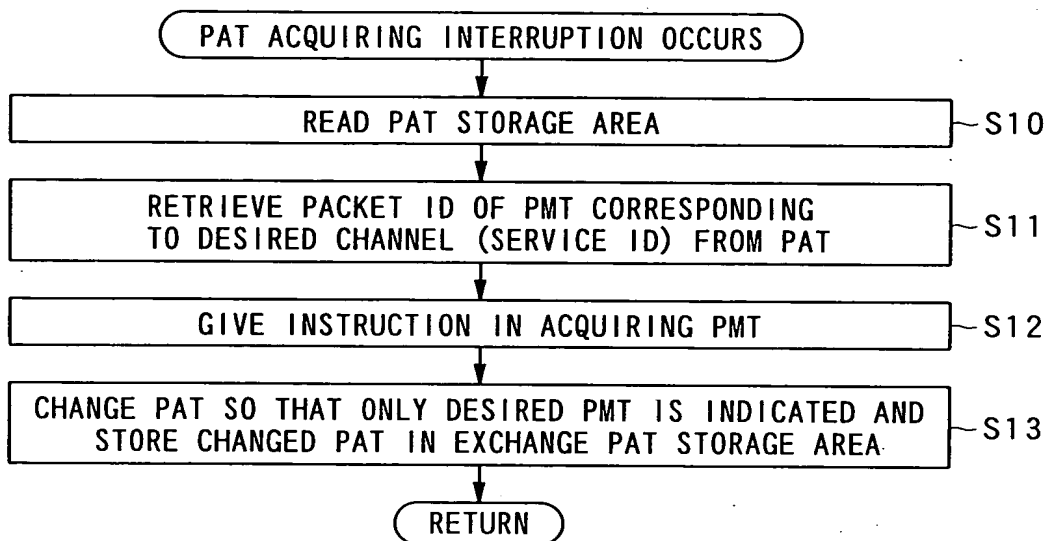 PAT ACQUIRING INTERRUPTION OCCURS
READ PAT STORAGE AREA
S10
RETRIEVE PACKET ID OF PMT CORRESPONDING
TO DESIRED CHANNEL (SERVICE ID) FROM PAT
S11
GIVE INSTRUCTION IN ACQUIRING PMT
S12
CHANGE PAT SO THAT ONLY DESIRED PMT IS INDICATED AND
STORE CHANGED PAT IN EXCHANGE PAT STORAGE AREA
S13
RETURN